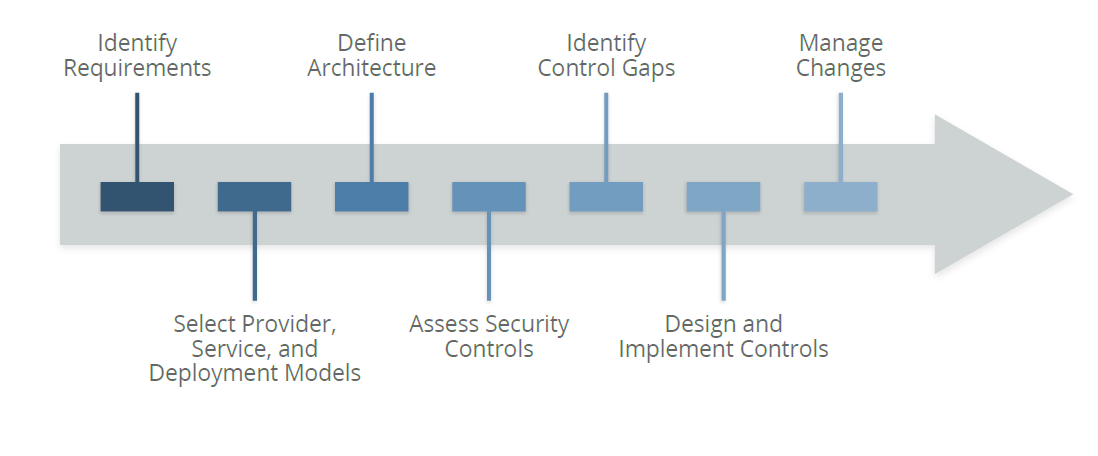 Identify
Requirements
Select Provider,
Service, and
Deployment Models
Define
Architecture
Assess Security
Controls
Identify
Control Gaps
Design and
Implement Controls
Manage
Changes